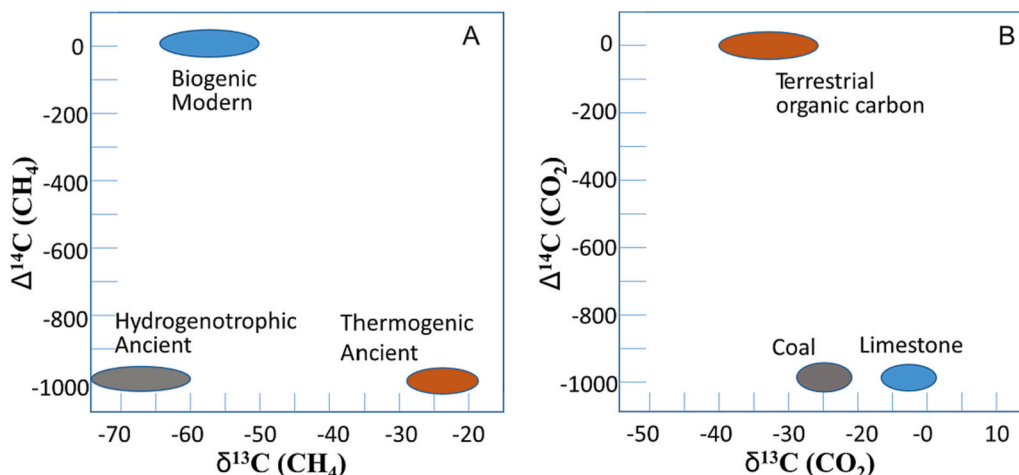 A
0
-200
-400
-600
-800
-1000
Δ¹⁴C (CH₄)
Biogenic
Modern
Hydrogenotrophic
Ancient
Thermogenic
Ancient
-70 -60 -50 -40 -30 -20
δ¹³C (CH₄)
B
0
-200
-400
-600
-800
-1000
Δ¹⁴C (CO₂)
Terrestrial
organic carbon
Coal
Limestone
-50 -40 -30 -20 -10 -0 10
δ¹³C (CO₂)